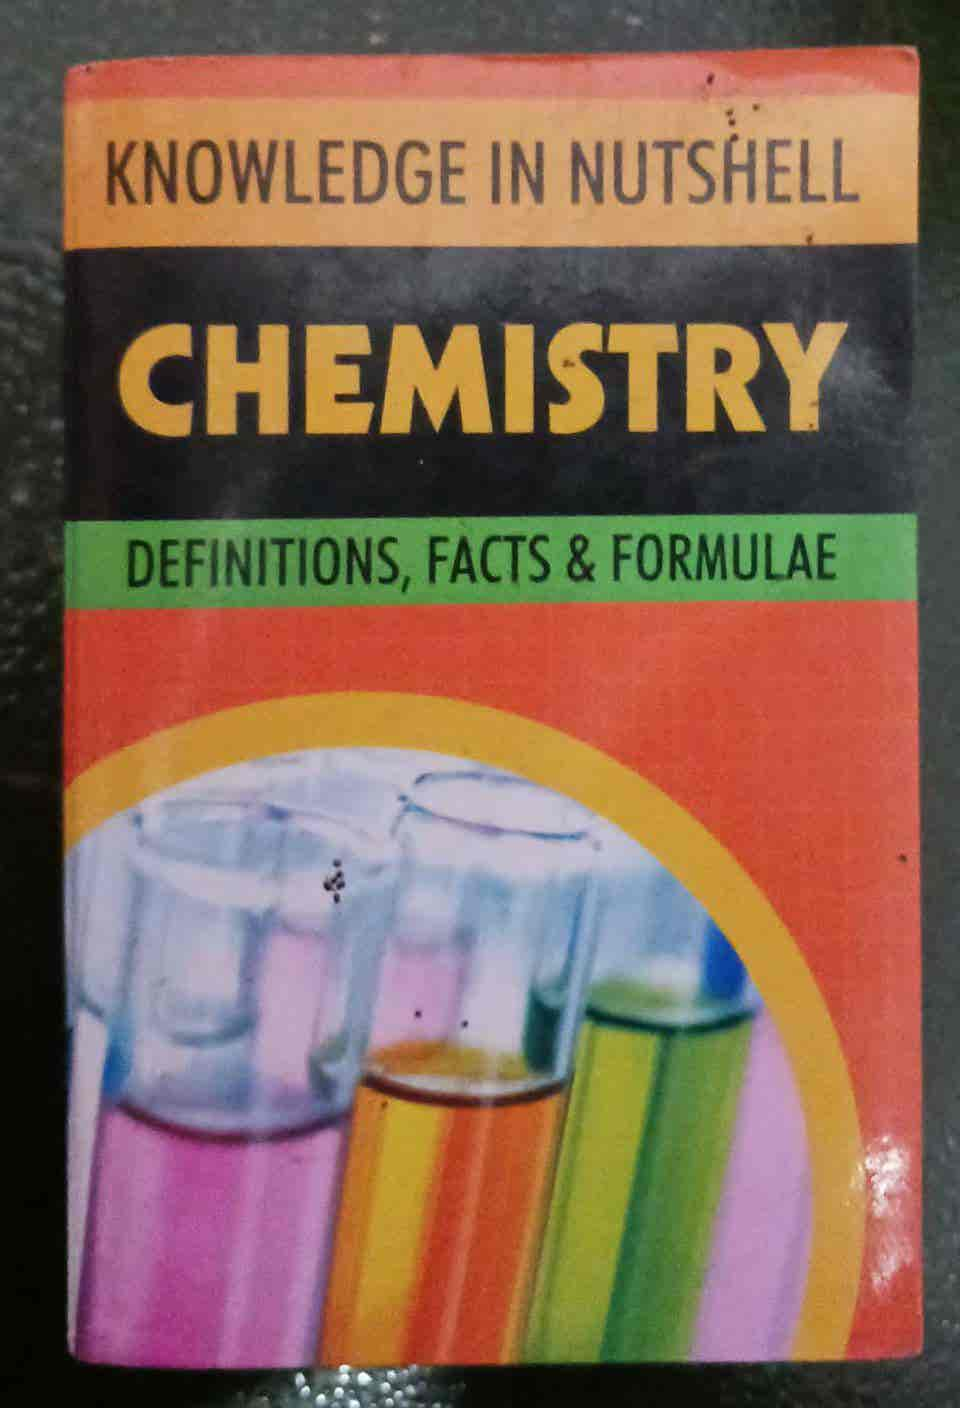 KNOWLEDGE IN NUTSHELL
CHEMISTRY
DEFINITIONS, FACTS & FORMULAE